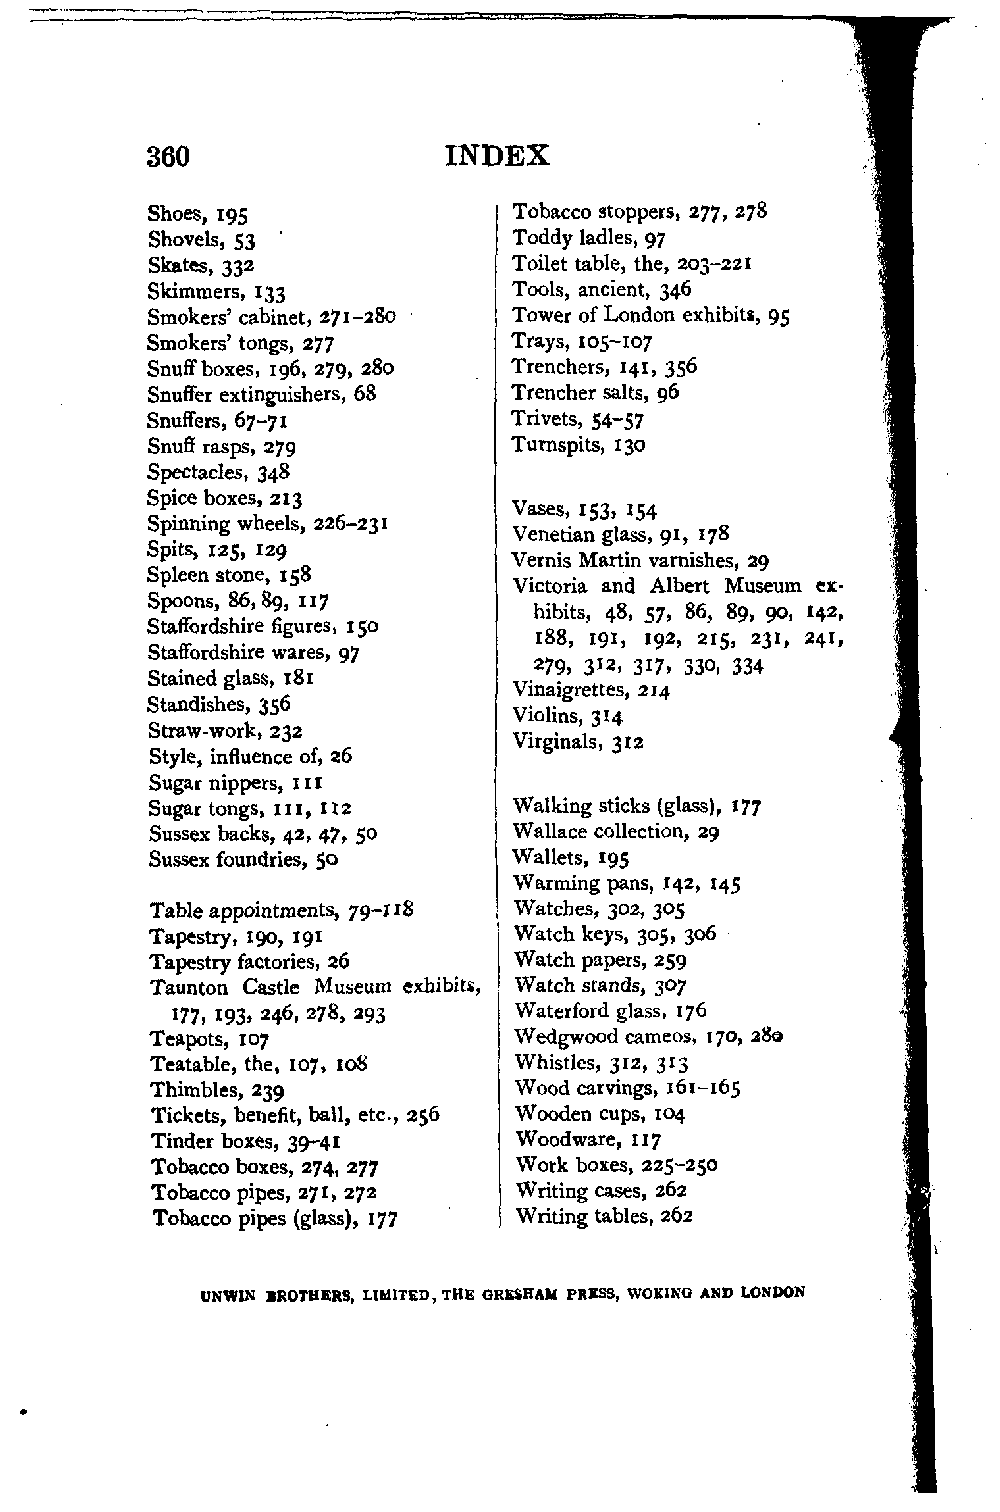 360 INDEX
Shoes, 195
Shovels, 53
Skates, 332
Skimmers, 133
Smokers' cabinet, 271–280
Smokers' tongs, 277
Snuff boxes, 196, 279, 280
Snuffer extinguishers, 68
Snuffers, 67–71
Snuff rasps, 279
Spectacles, 348
Spice boxes, 213
Spinning wheels, 226–231
Spits, 125, 129
Spleen stone, 158
Spoons, 86, 89, 117
Staffordshire figures, 150
Staffordshire wares, 97
Stained glass, 181
Standishes, 356
Straw-work, 232
Style, influence of, 26
Sugar nippers, 111
Sugar tongs, 111, 112
Sussex backs, 42, 47, 50
Sussex foundries, 50
Table appointments, 79–118
Tapestry, 190, 191
Tapestry factories, 26
Taunton Castle Museum exhibits,
177, 193, 246, 278, 293
Teapots, 107
Teatable, the, 107, 108
Thimbles, 239
Tickets, benefit, ball, etc., 256
Tinder boxes, 39–41
Tobacco boxes, 274, 277
Tobacco pipes, 271, 272
Tobacco pipes (glass), 177
Tobacco stoppers, 277, 278
Toddy ladles, 97
Toilet table, the, 203–221
Tools, ancient, 346
Tower of London exhibits, 95
Trays, 105–107
Trenchers, 141, 356
Trencher salts, 96
Trivets, 54–57
Turnspits, 130
Vases, 153, 154
Venetian glass, 91, 178
Vernis Martin varnishes, 29
Victoria and Albert Museum ex-
hibits, 48, 57, 86, 89, 90, 142,
188, 191, 192, 215, 231, 241,
279, 312, 317, 330, 334
Vinaigrettes, 214
Violins, 314
Virginals, 312
Walking sticks (glass), 177
Wallace collection, 29
Wallets, 195
Warming pans, 142, 145
Watches, 302, 305
Watch keys, 305, 306
Watch papers, 259
Watch stands, 307
Waterford glass, 176
Wedgwood cameos, 170, 280
Whistles, 312, 313
Wood carvings, 161–165
Wooden cups, 104
Woodware, 117
Work boxes, 225–250
Writing cases, 262
Writing tables, 262
UNWIN BROTHERS, LIMITED, THE GRESHAM PRESS, WOKING AND LONDON